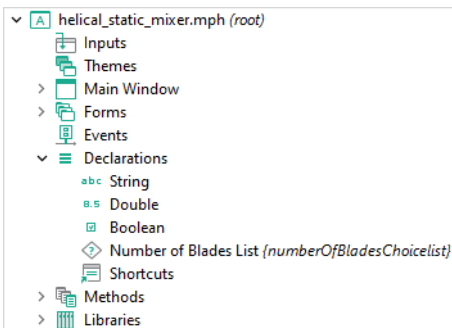 A helical_static_mixer.mph (root)
Inputs
Themes
Main Window
Forms
Events
Declarations
abc String
8.5 Double
Boolean
? Number of Blades List {numberOfBladesChoicelist}
Shortcuts
Methods
Libraries